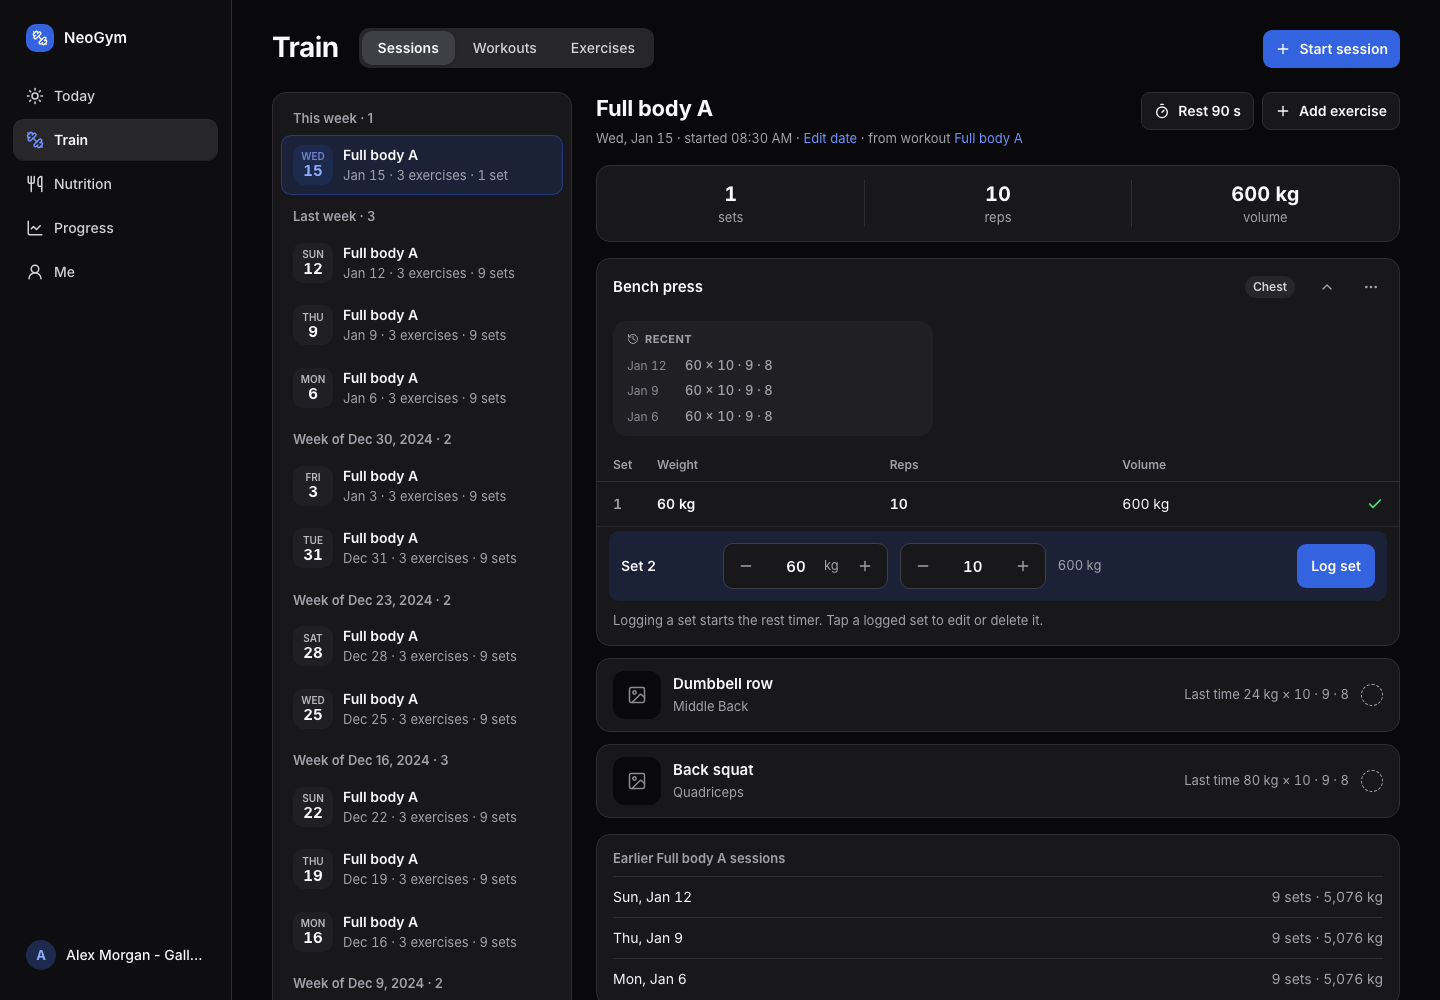 NeoGym
Today
Train
Nutrition
Progress
Me
A
Alex Morgan - Gall...
Train
Sessions
Workouts
Exercises
Start session
This week · 1
WED
15
Full body A
Jan 15 · 3 exercises · 1 set
Last week · 3
SUN
12
Full body A
Jan 12 · 3 exercises · 9 sets
THU
9
Full body A
Jan 9 · 3 exercises · 9 sets
MON
6
Full body A
Jan 6 · 3 exercises · 9 sets
Week of Dec 30, 2024 · 2
FRI
3
Full body A
Jan 3 · 3 exercises · 9 sets
TUE
31
Full body A
Dec 31 · 3 exercises · 9 sets
Week of Dec 23, 2024 · 2
SAT
28
Full body A
Dec 28 · 3 exercises · 9 sets
WED
25
Full body A
Dec 25 · 3 exercises · 9 sets
Week of Dec 16, 2024 · 3
SUN
22
Full body A
Dec 22 · 3 exercises · 9 sets
THU
19
Full body A
Dec 19 · 3 exercises · 9 sets
MON
16
Full body A
Dec 16 · 3 exercises · 9 sets
Week of Dec 9, 2024 · 2
Full body A
Wed, Jan 15 · started 08:30 AM · Edit date · from workout Full body A
Rest 90 s
Add exercise
1
sets
10
reps
600 kg
volume
Bench press
Chest
RECENT
Jan 12 60 × 10 · 9 · 8
Jan 9 60 × 10 · 9 · 8
Jan 6 60 × 10 · 9 · 8
Set Weight Reps Volume
1 60 kg 10 600 kg
Set 2 − 60 kg + − 10 + 600 kg Log set
Logging a set starts the rest timer. Tap a logged set to edit or delete it.
Dumbbell row
Middle Back
Last time 24 kg × 10 · 9 · 8
Back squat
Quadriceps
Last time 80 kg × 10 · 9 · 8
Earlier Full body A sessions
Sun, Jan 12 9 sets · 5,076 kg
Thu, Jan 9 9 sets · 5,076 kg
Mon, Jan 6 9 sets · 5,076 kg